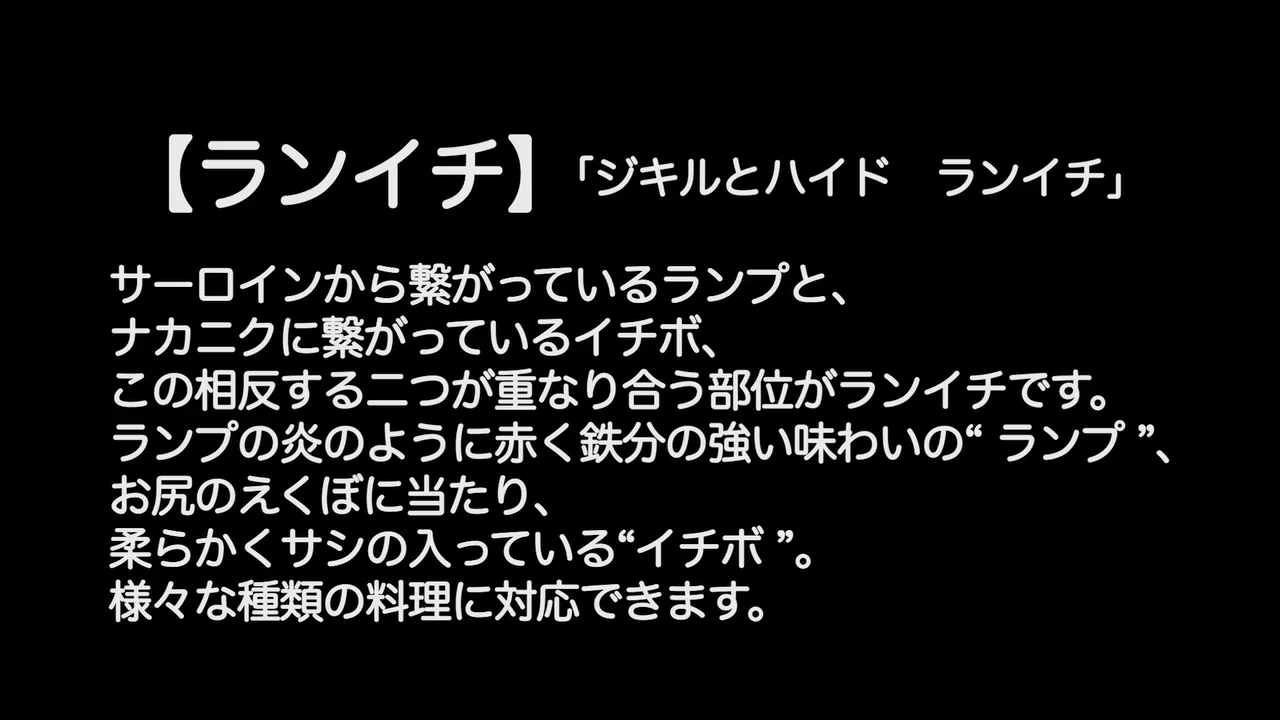 【ランイチ】「ジキルとハイド　ランイチ」
サーロインから繋がっているランプと、
ナカニクに繋がっているイチボ、
この相反する二つが重なり合う部位がランイチです。
ランプの炎のように赤く鉄分の強い味わいの“ ランプ ”、
お尻のえくぼに当たり、
柔らかくサシの入っている“イチボ ”。
様々な種類の料理に対応できます。